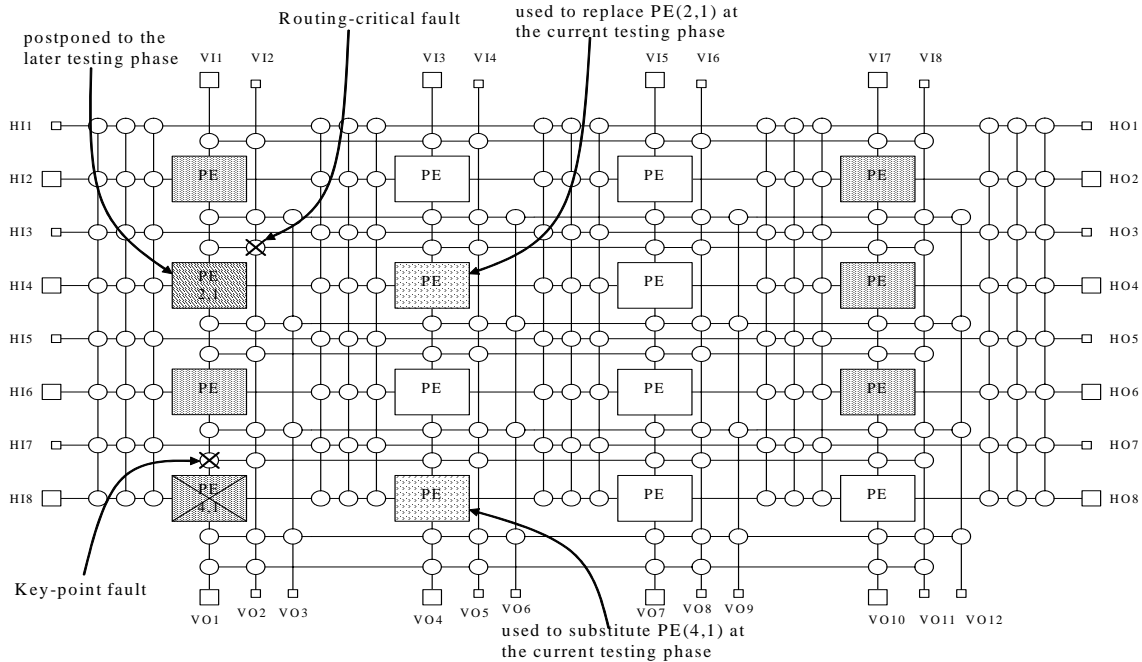 Routing-critical fault
used to replace PE(2,1) at
the current testing phase
postponed to the
later testing phase
VI1 VI2 VI3 VI4 VI5 VI6 VI7 VI8
HI1 HO1
HI2 PE PE PE PE HO2
HI3 HO3
HI4 PE PE PE PE HO4
2,1
HI5 HO5
HI6 PE PE PE PE HO6
HI7 HO7
HI8 PE PE PE PE HO8
4,1
Key-point fault
VO1 VO2 VO3 VO4 VO5 VO6 VO7 VO8 VO9 VO10 VO11 VO12
used to substitute PE(4,1) at
the current testing phase